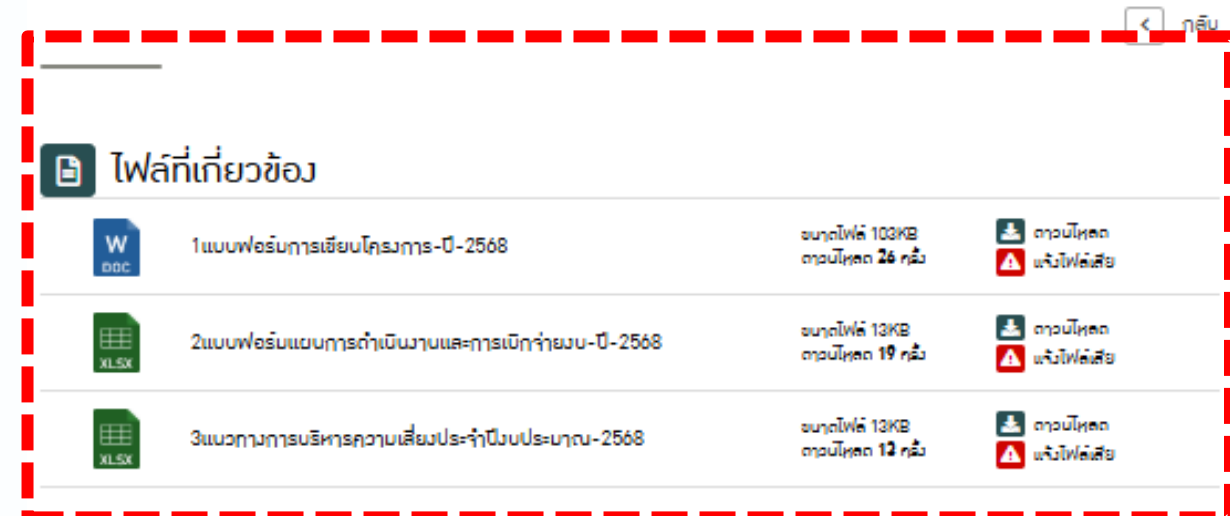 กลับ
ไฟล์ที่เกี่ยวข้อง
W
DOC
1แบบฟอร์มการเขียนโครงการ-ปี-2568
ขนาดไฟล์ 103KB
ดาวน์โหลด 26 ครั้ง
ดาวน์โหลด
แจ้งไฟล์เสีย
XLSX
2แบบฟอร์มแผนการดำเนินงานและการเบิกจ่ายงบ-ปี-2568
ขนาดไฟล์ 13KB
ดาวน์โหลด 19 ครั้ง
ดาวน์โหลด
แจ้งไฟล์เสีย
XLSX
3แนวทางการบริหารความเสี่ยงประจำปีงบประมาณ-2568
ขนาดไฟล์ 13KB
ดาวน์โหลด 12 ครั้ง
ดาวน์โหลด
แจ้งไฟล์เสีย